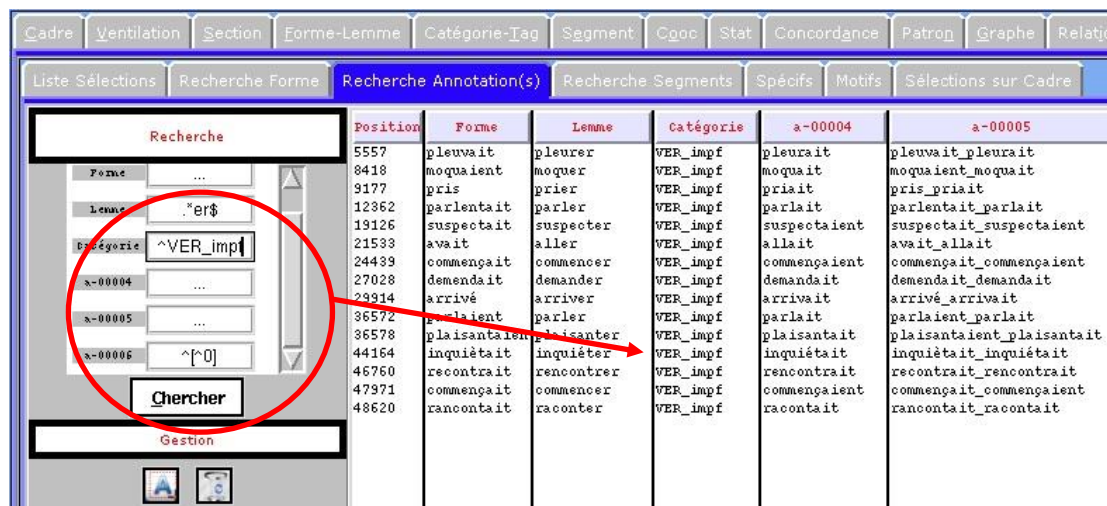 Cadre Ventilation Section Forme-Lemme Catégorie-Tag Segment Cooc Stat Concordance Patron Graphe
Liste Sélections Recherche Forme Recherche Annotation(s) Recherche Segments Spécifs Motifs Sélections sur Cadre
Recherche
Forme ...
Lemme .*er$
Catégorie ^VER_impf
a-00004 ...
a-00005 ...
a-00006 ^[^0]
Chercher
Gestion
Position Forme Lemme Catégorie a-00004 a-00005
5557 pleuvait pleurer VER_impf pleurait pleuvait_pleurait
8418 moquaient moquer VER_impf moquait moquaient_moquait
9177 pris prier VER_impf priait pris_priait
12362 parlentait parler VER_impf parlait parlentait_parlait
19126 suspectait suspecter VER_impf suspectaient suspectait_suspectaient
21533 avait aller VER_impf allait avait_allait
24439 commençait commencer VER_impf commençaient commençait_commençaient
27028 demendait demander VER_impf demandait demendait_demandait
29914 arrivé arriver VER_impf arrivait arrivé_arrivait
36572 parlaient parler VER_impf parlait parlaient_parlait
36578 plaisantaien plaisanter VER_impf plaisantait plaisantaient_plaisantait
44164 inquiètait inquiéter VER_impf inquiétait inquiètait_inquiétait
46760 recontrait rencontrer VER_impf rencontrait recontrait_rencontrait
47971 commençait commencer VER_impf commençaient commençait_commençaient
48620 rancontait raconter VER_impf racontait rancontait_racontait